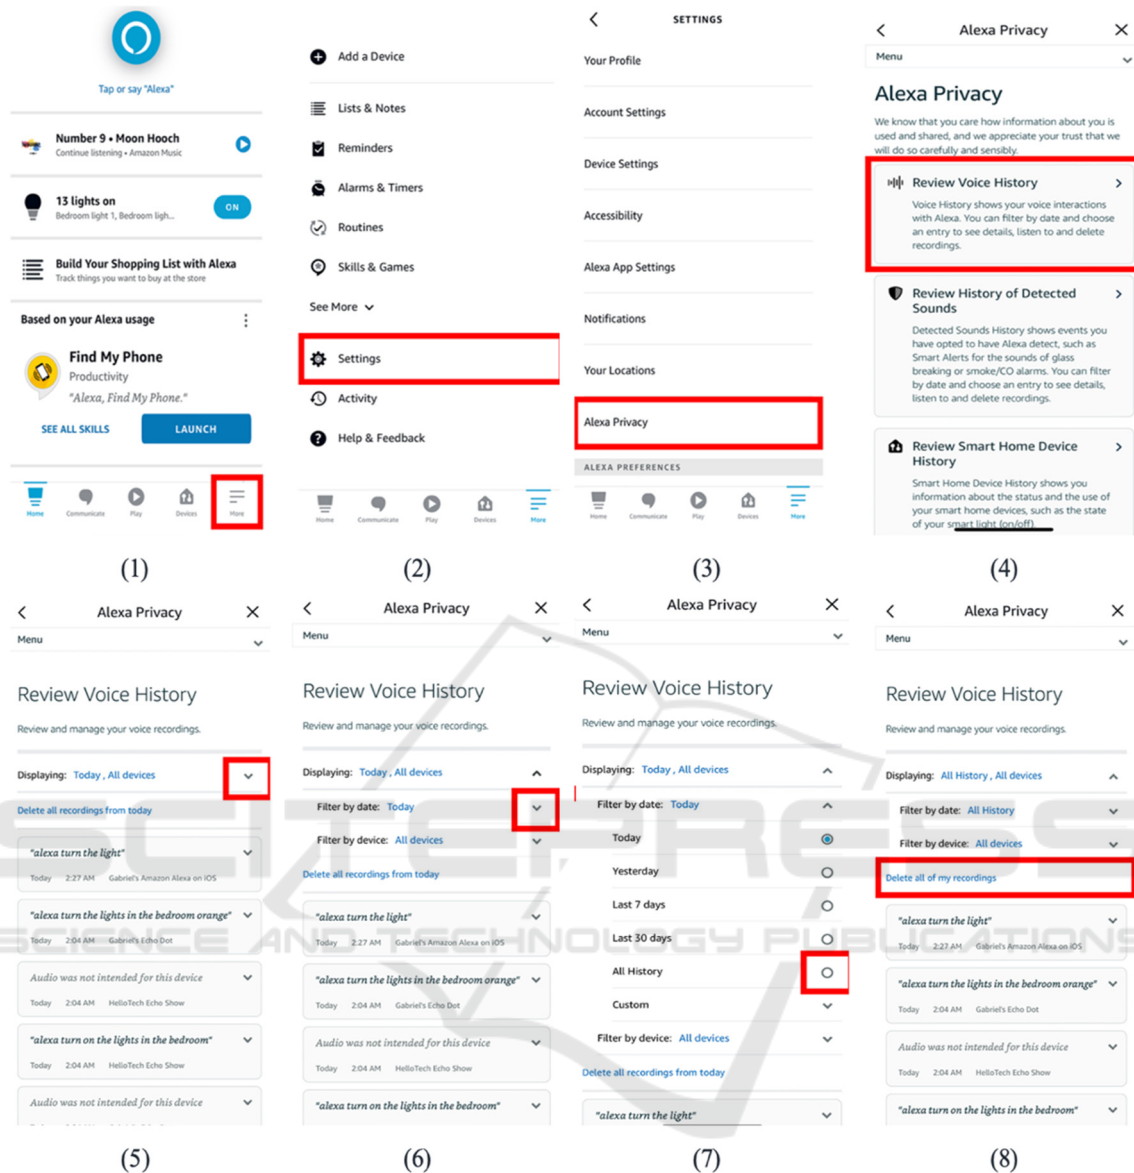 Tap or say "Alexa"
Number 9 • Moon Hooch
Continue listening • Amazon Music
13 lights on
Bedroom light 1, Bedroom ligh...
ON
Build Your Shopping List with Alexa
Track things you want to buy at the store
Based on your Alexa usage
Find My Phone
Productivity
"Alexa, Find My Phone."
SEE ALL SKILLS
LAUNCH
Home
Communicate
Play
Devices
More
(1)
Add a Device
Lists & Notes
Reminders
Alarms & Timers
Routines
Skills & Games
See More
Settings
Activity
Help & Feedback
Home
Communicate
Play
Devices
More
(2)
SETTINGS
Your Profile
Account Settings
Device Settings
Accessibility
Alexa App Settings
Notifications
Your Locations
Alexa Privacy
ALEXA PREFERENCES
Home
Communicate
Play
Devices
More
(3)
Alexa Privacy
Menu
Alexa Privacy
We know that you care how information about you is
used and shared, and we appreciate your trust that we
will do so carefully and sensibly.
Review Voice History
Voice History shows your voice interactions
with Alexa. You can filter by date and choose
an entry to see details, listen to and delete
recordings.
Review History of Detected
Sounds
Detected Sounds History shows events you
have opted to have Alexa detect, such as
Smart Alerts for the sounds of glass
breaking or smoke/CO alarms. You can filter
by date and choose an entry to see details,
listen to and delete recordings.
Review Smart Home Device
History
Smart Home Device History shows you
information about the status and the use of
your smart home devices, such as the state
of your smart light (on/off).
(4)
Alexa Privacy
Menu
Review Voice History
Review and manage your voice recordings.
Displaying: Today , All devices
Delete all recordings from today
"alexa turn the light"
Today 2:27 AM Gabriel's Amazon Alexa on iOS
"alexa turn the lights in the bedroom orange"
Today 2:04 AM Gabriel's Echo Dot
Audio was not intended for this device
Today 2:04 AM HelloTech Echo Show
"alexa turn on the lights in the bedroom"
Today 2:04 AM HelloTech Echo Show
Audio was not intended for this device
(5)
Alexa Privacy
Menu
Review Voice History
Review and manage your voice recordings.
Displaying: Today , All devices
Filter by date: Today
Filter by device: All devices
Delete all recordings from today
"alexa turn the light"
Today 2:27 AM Gabriel's Amazon Alexa on iOS
"alexa turn the lights in the bedroom orange"
Today 2:04 AM Gabriel's Echo Dot
Audio was not intended for this device
Today 2:04 AM HelloTech Echo Show
"alexa turn on the lights in the bedroom"
(6)
Alexa Privacy
Menu
Review Voice History
Review and manage your voice recordings.
Displaying: Today , All devices
Filter by date: Today
Today
Yesterday
Last 7 days
Last 30 days
All History
Custom
Filter by device: All devices
Delete all recordings from today
"alexa turn the light"
(7)
Alexa Privacy
Menu
Review Voice History
Review and manage your voice recordings.
Displaying: All History , All devices
Filter by date: All History
Filter by device: All devices
Delete all of my recordings
"alexa turn the light"
Today 2:27 AM Gabriel's Amazon Alexa on iOS
"alexa turn the lights in the bedroom orange"
Today 2:04 AM Gabriel's Echo Dot
Audio was not intended for this device
Today 2:04 AM HelloTech Echo Show
"alexa turn on the lights in the bedroom"
(8)
SCITEPRESS
SCIENCE AND TECHNOLOGY PUBLICATIONS